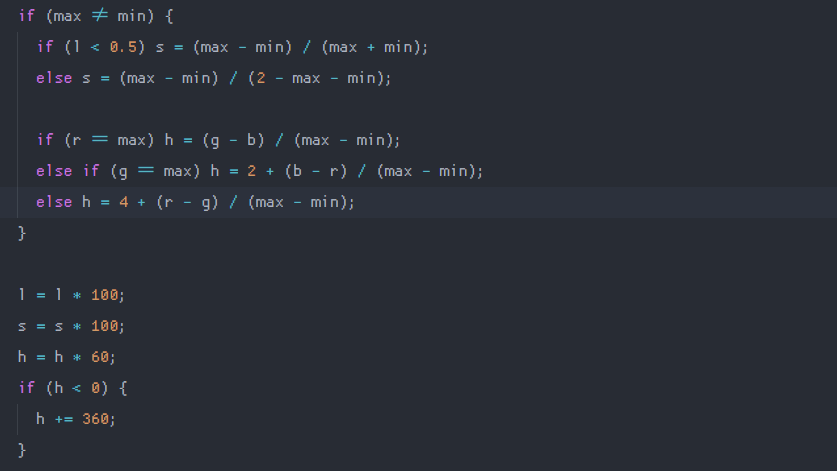 if (max ≠ min) {
if (l < 0.5) s = (max - min) / (max + min);
else s = (max - min) / (2 - max - min);
if (r == max) h = (g - b) / (max - min);
else if (g == max) h = 2 + (b - r) / (max - min);
else h = 4 + (r - g) / (max - min);
}
l = l * 100;
s = s * 100;
h = h * 60;
if (h < 0) {
h += 360;
}